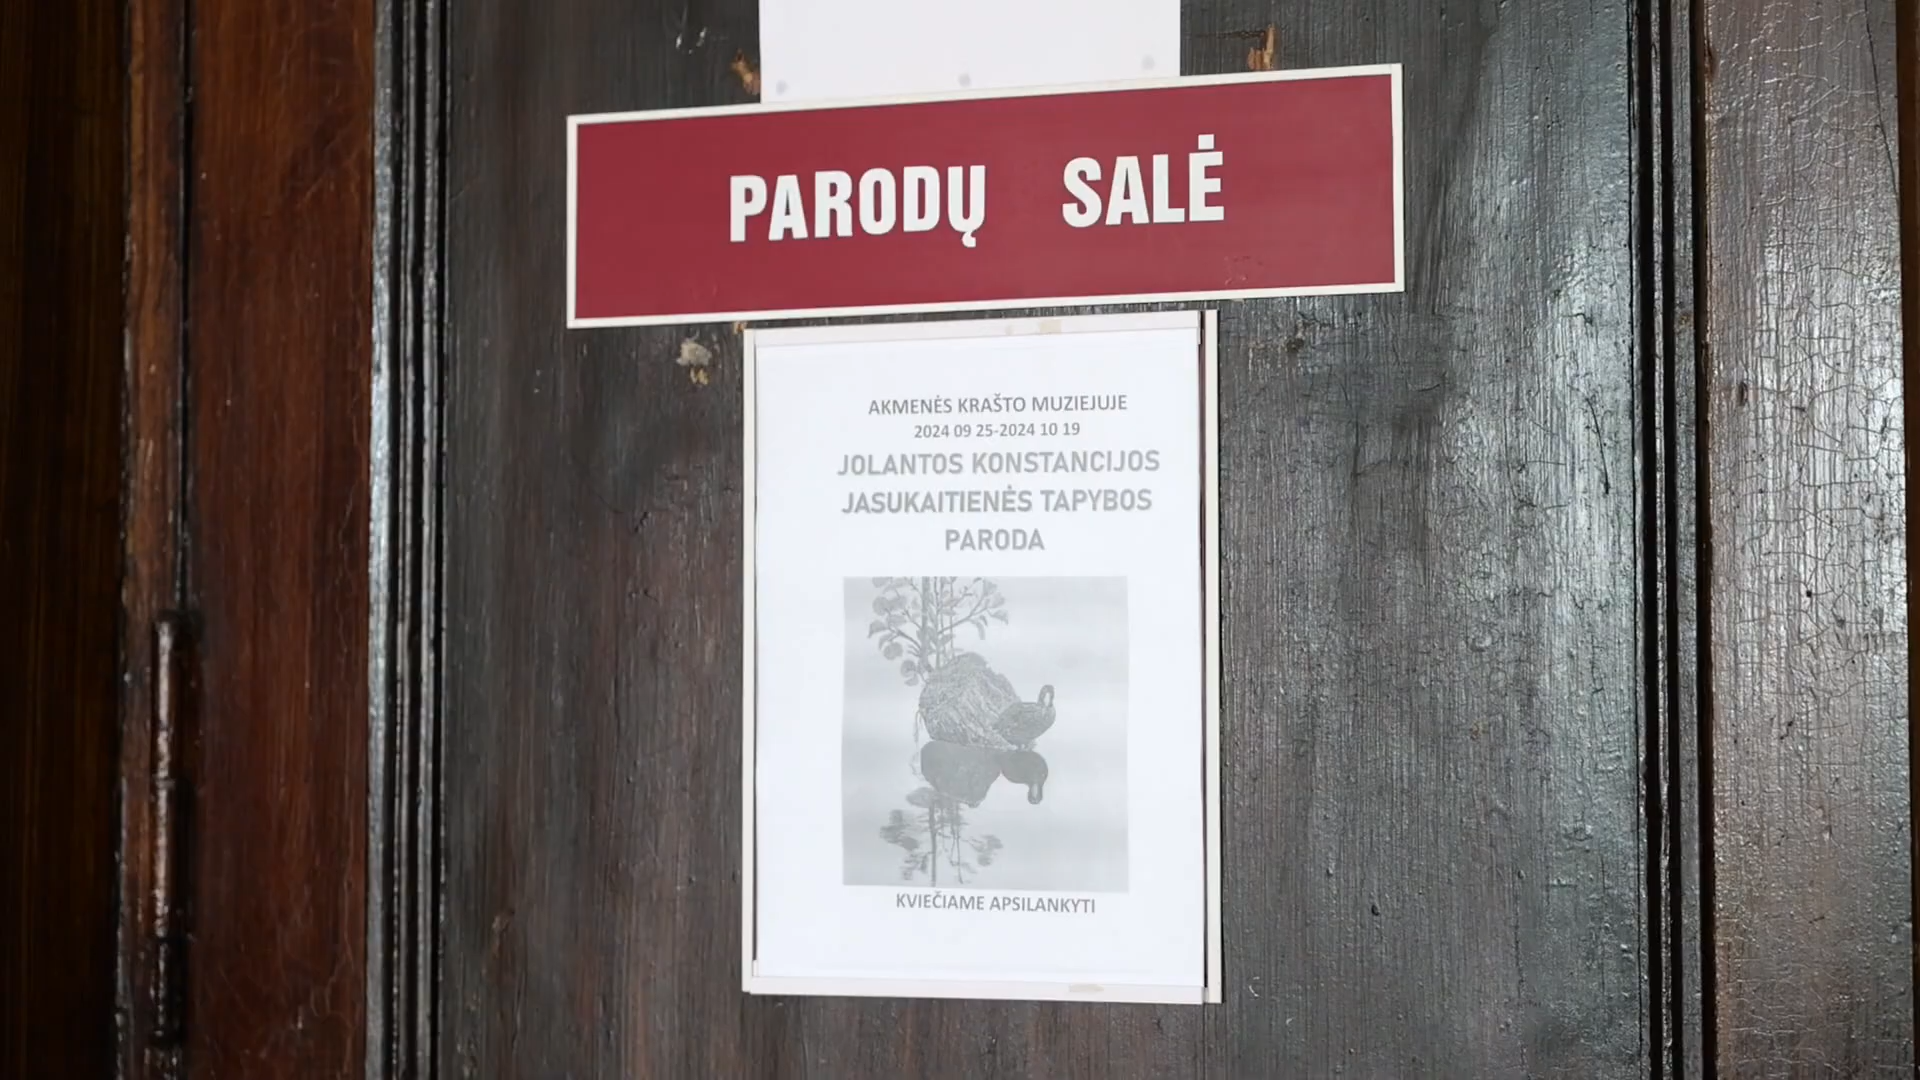 PARODŲ SALĖ
AKMENĖS KRAŠTO MUZIEJUJE
2024 09 25-2024 10 19
JOLANTOS KONSTANCIJOS
JASUKAITIENĖS TAPYBOS
PARODA
KVIEČIAME APSILANKYTI